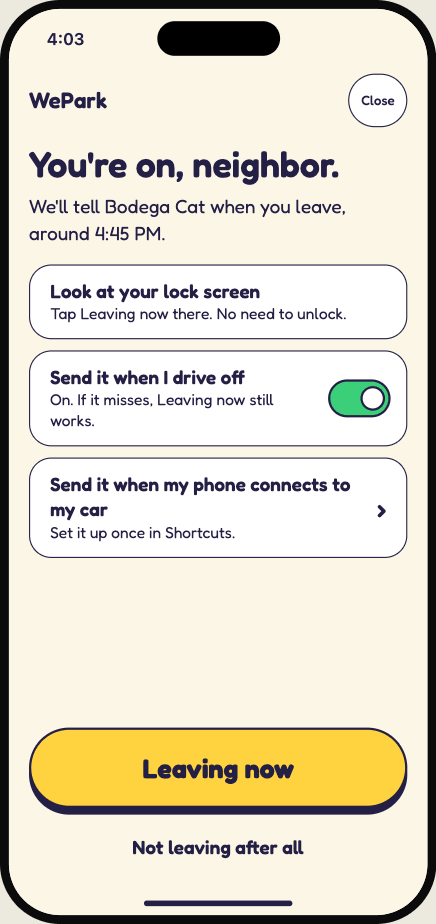 4:03
WePark
Close
You're on, neighbor.
We'll tell Bodega Cat when you leave,
around 4:45 PM.
Look at your lock screen
Tap Leaving now there. No need to unlock.
Send it when I drive off
On. If it misses, Leaving now still
works.
Send it when my phone connects to
my car
Set it up once in Shortcuts.
Leaving now
Not leaving after all